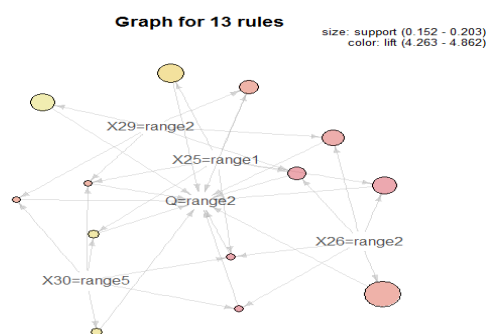 Graph for 13 rules
size: support (0.152 - 0.203)
color: lift (4.263 - 4.862)
X29=range2
X25=range1
Q=range2
X26=range2
X30=range5